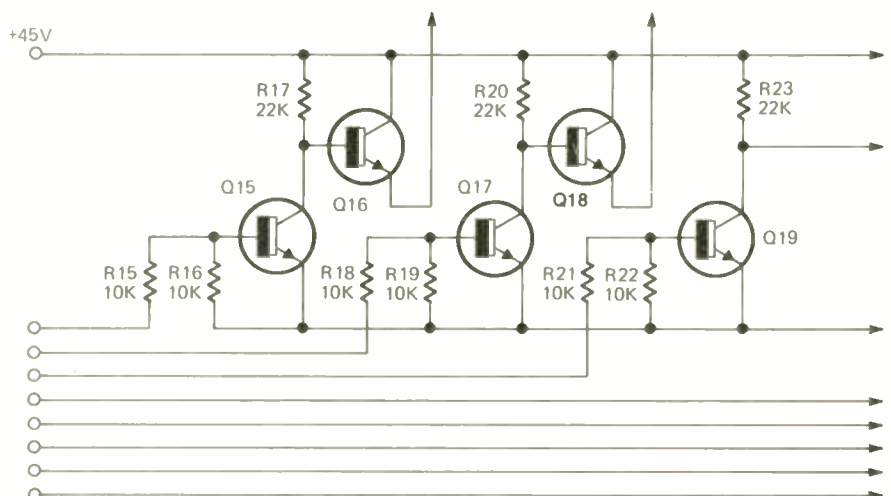 +45V
R17
22K
R20
22K
R23
22K
Q15
Q16
Q17
Q18
Q19
R15
10K
R16
10K
R18
10K
R19
10K
R21
10K
R22
10K